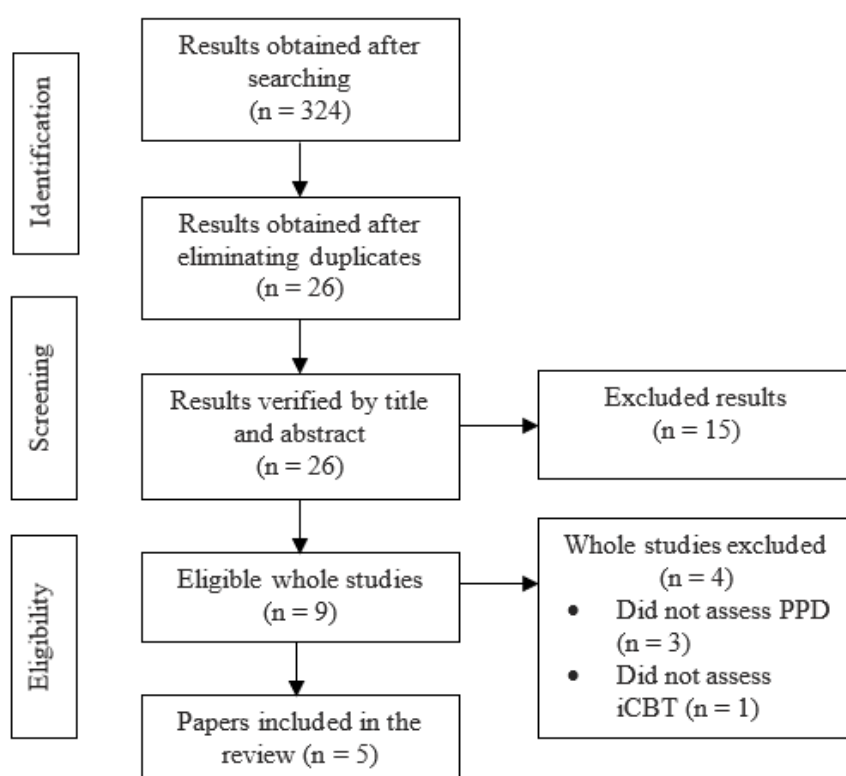 Identification
Results obtained after
searching
(n = 324)
Results obtained after
eliminating duplicates
(n = 26)
Screening
Results verified by title
and abstract
(n = 26)
Excluded results
(n = 15)
Eligibility
Eligible whole studies
(n = 9)
Whole studies excluded
(n = 4)
• Did not assess PPD
(n = 3)
• Did not assess
iCBT (n = 1)
Papers included in the
review (n = 5)